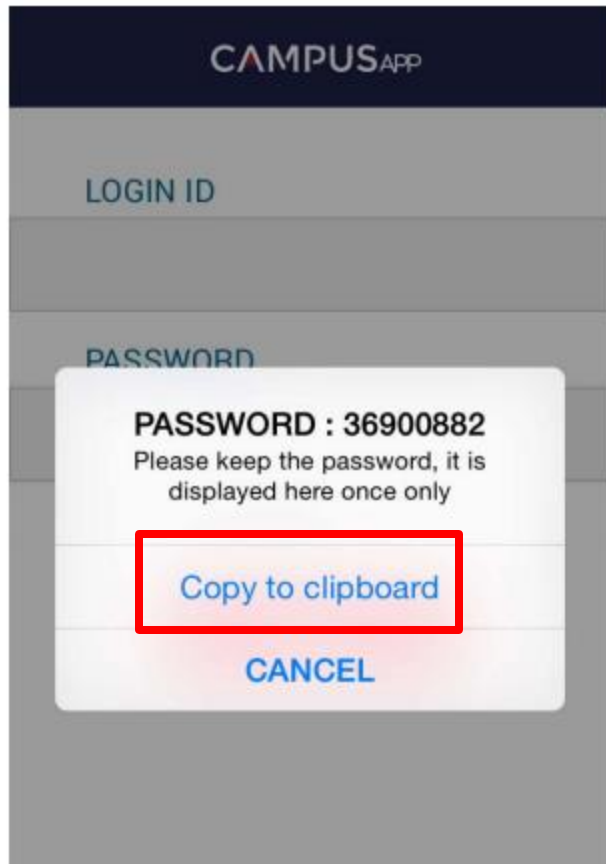 CAMPUSAPP
LOGIN ID
PASSWORD
PASSWORD : 36900882
Please keep the password, it is
displayed here once only
Copy to clipboard
CANCEL